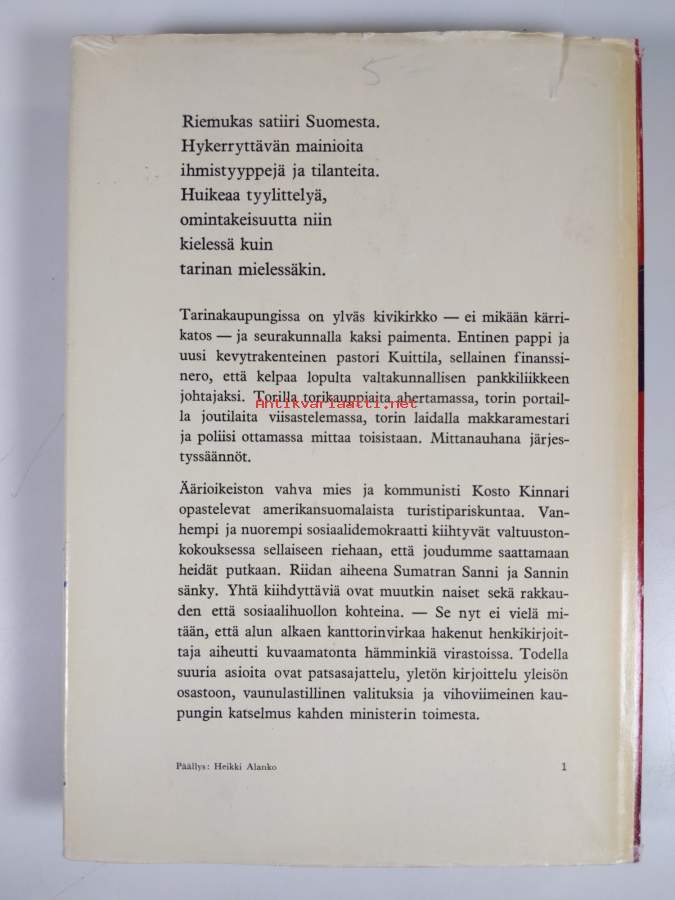 5-
Riemukas satiiri Suomesta.
Hykerryttävän mainioita
ihmistyyppejä ja tilanteita.
Huikeaa tyylittelyä,
omintakeisuutta niin
kielessä kuin
tarinan mielessäkin.
Tarinakaupungissa on ylväs kivikirkko — ei mikään kärri-
katos — ja seurakunnalla kaksi paimenta. Entinen pappi ja
uusi kevytrakenteinen pastori Kuittila, sellainen finanssi-
nero, että kelpaa lopulta valtakunnallisen pankkiliikkeen
johtajaksi. Torilla torikauppiaita ahertamassa, torin portail-
Antikvariaatti.net
la joutilaita viisastelemassa, torin laidalla makkaramestari
ja poliisi ottamassa mittaa toisistaan. Mittanauhana järjes-
tyssäännöt.
Äärioikeiston vahva mies ja kommunisti Kosto Kinnari
opastelevat amerikansuomalaista turistipariskuntaa. Van-
hempi ja nuorempi sosiaalidemokraatti kiihtyvät valtuuston-
kokouksessa sellaiseen riehaan, että joudumme saattamaan
heidät putkaan. Riidan aiheena Sumatran Sanni ja Sannin
sänky. Yhtä kiihdyttäviä ovat muutkin naiset sekä rakkau-
den että sosiaalihuollon kohteina. — Se nyt ei vielä mi-
tään, että alun alkaen kanttorinvirkaa hakenut henkikirjoit-
taja aiheutti kuvaamatonta hämminkiä virastoissa. Todella
suuria asioita ovat patsasajattelu, yletön kirjoittelu yleisön
osastoon, vaunulastillinen valituksia ja vihoviimeinen kau-
pungin katselmus kahden ministerin toimesta.
Päällys: Heikki Alanko 1